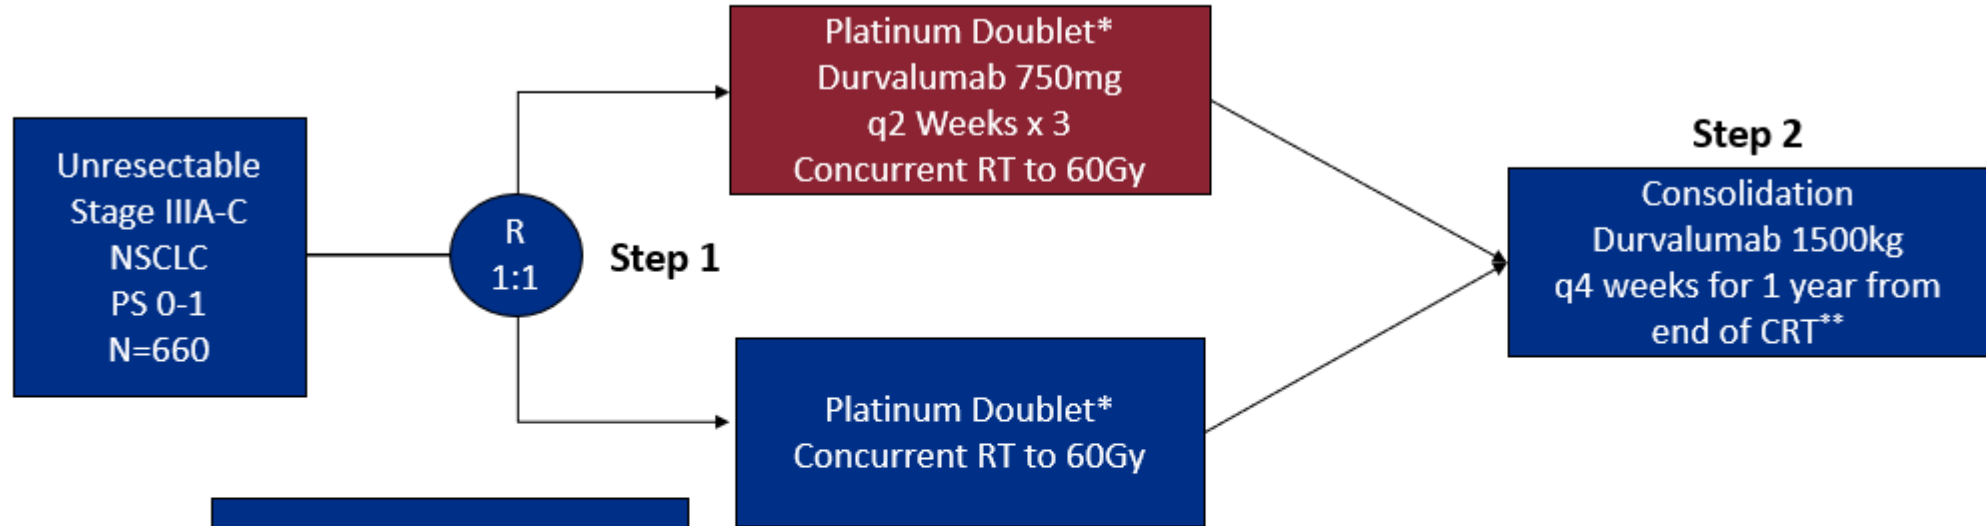 Unresectable
Stage IIIA-C
NSCLC
PS 0-1
N=660
R
1:1
Step 1
Platinum Doublet*
Durvalumab 750mg
q2 Weeks x 3
Concurrent RT to 60Gy
Platinum Doublet*
Concurrent RT to 60Gy
Step 2
Consolidation
Durvalumab 1500kg
q4 weeks for 1 year from
end of CRT**